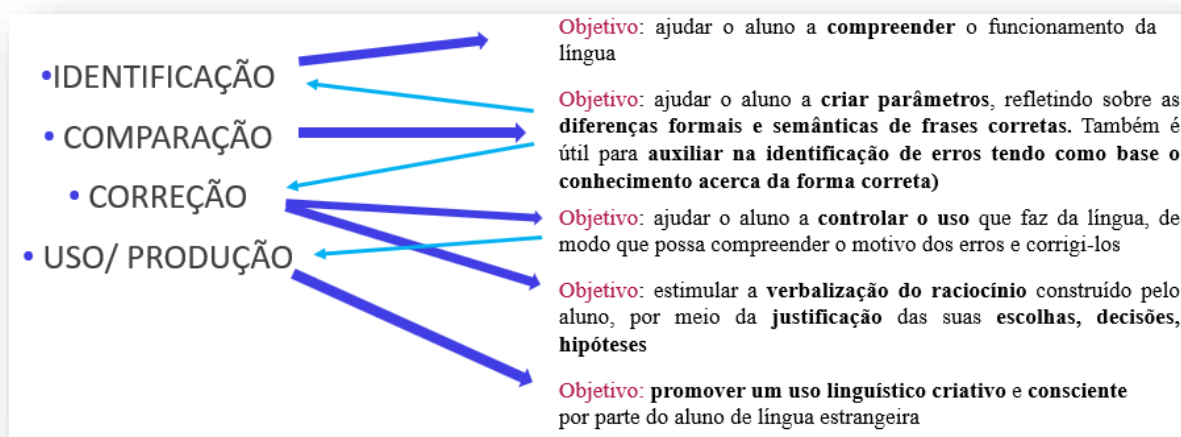 •IDENTIFICAÇÃO
• COMPARAÇÃO
• CORREÇÃO
• USO/ PRODUÇÃO
Objetivo: ajudar o aluno a compreender o funcionamento da
língua
Objetivo: ajudar o aluno a criar parâmetros, refletindo sobre as
diferenças formais e semânticas de frases corretas. Também é
útil para auxiliar na identificação de erros tendo como base o
conhecimento acerca da forma correta)
Objetivo: ajudar o aluno a controlar o uso que faz da língua, de
modo que possa compreender o motivo dos erros e corrigi-los
Objetivo: estimular a verbalização do raciocínio construído pelo
aluno, por meio da justificação das suas escolhas, decisões,
hipóteses
Objetivo: promover um uso linguístico criativo e consciente
por parte do aluno de língua estrangeira